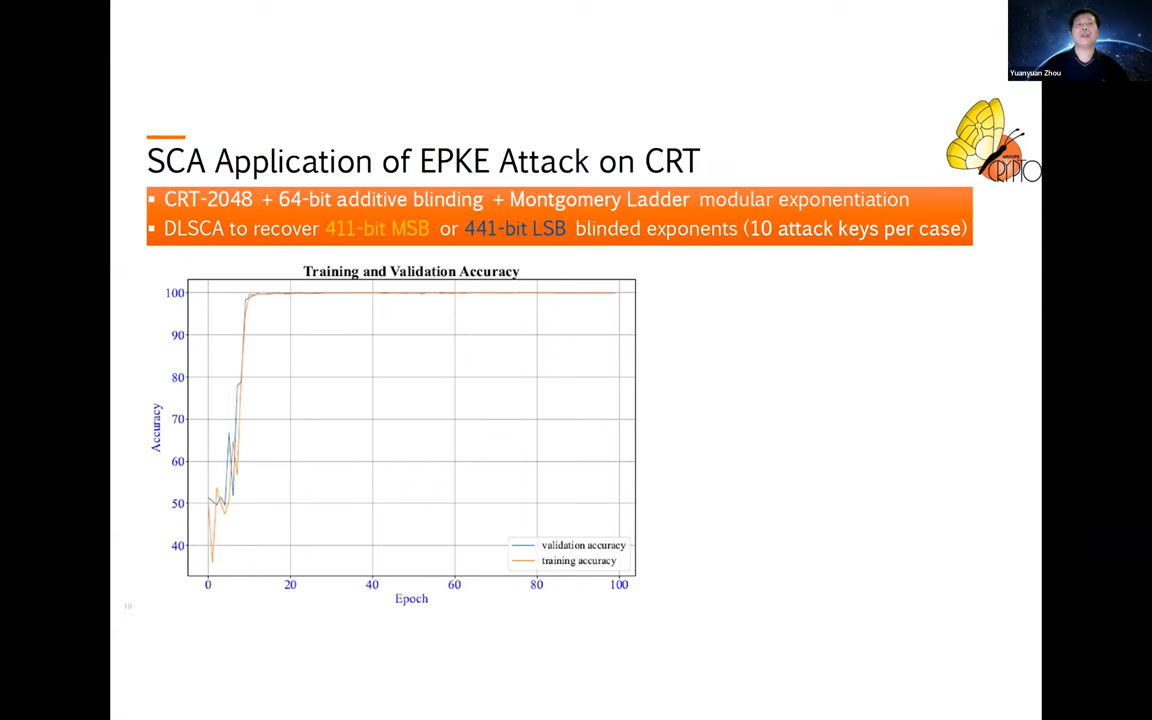 Yuanyuan Zhou
GROUPE
CRYPTO
SCA Application of EPKE Attack on CRT
▪ CRT-2048 + 64-bit additive blinding + Montgomery Ladder modular exponentiation
▪ DLSCA to recover 411-bit MSB or 441-bit LSB blinded exponents (10 attack keys per case)
Training and Validation Accuracy
100
90
80
70
60
50
40
Accuracy
validation accuracy
training accuracy
0 20 40 60 80 100
Epoch
19